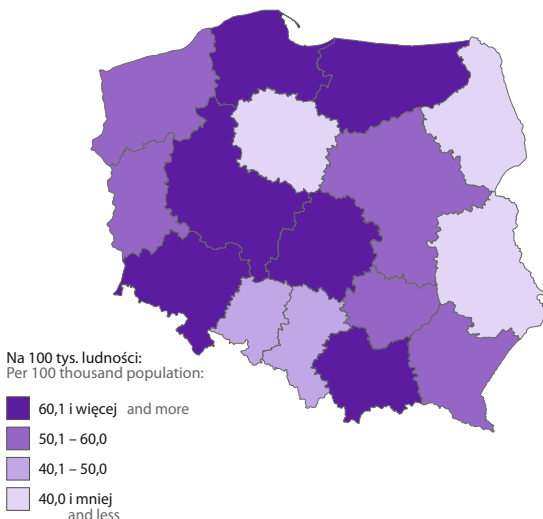 Na 100 tys. ludności:
Per 100 thousand population:
60,1 i więcej and more
50,1 – 60,0
40,1 – 50,0
40,0 i mniej
and less